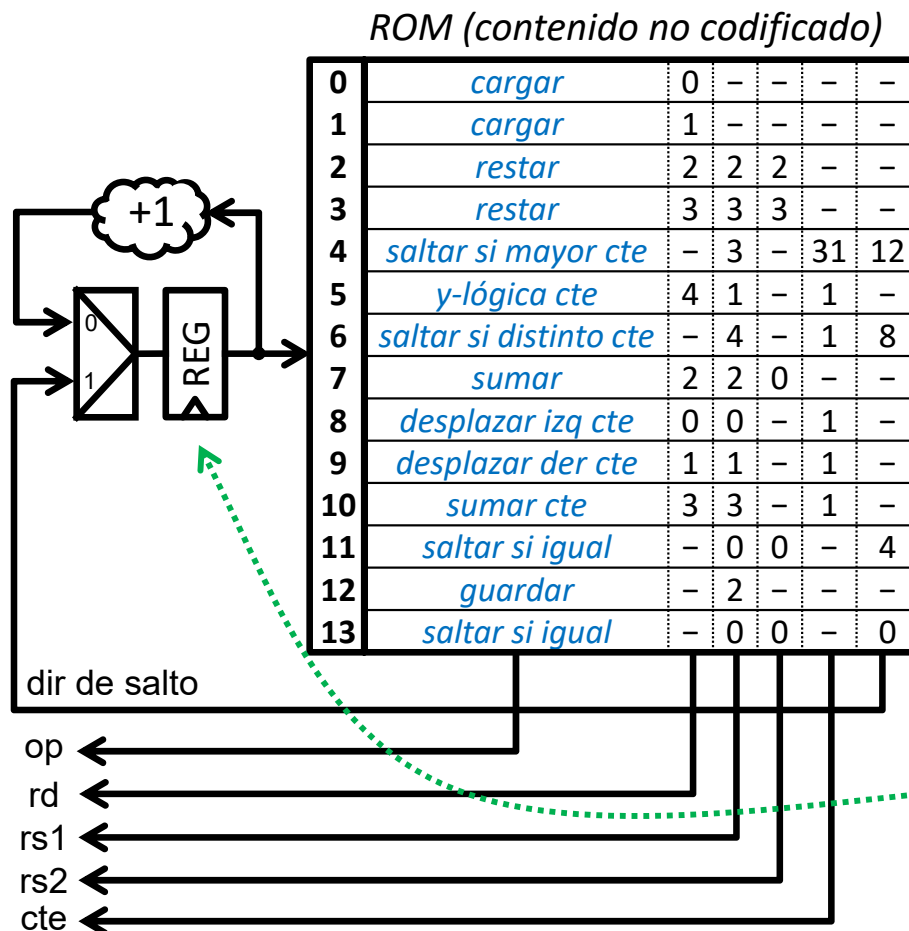 ROM (contenido no codificado)
0 cargar 0 – – – –
1 cargar 1 – – – –
2 restar 2 2 2 – –
3 restar 3 3 3 – –
4 saltar si mayor cte – 3 – 31 12
5 y-lógica cte 4 1 – 1 –
6 saltar si distinto cte – 4 – 1 8
7 sumar 2 2 0 – –
8 desplazar izq cte 0 0 – 1 –
9 desplazar der cte 1 1 – 1 –
10 sumar cte 3 3 – 1 –
11 saltar si igual – 0 0 – 4
12 guardar – 2 – – –
13 saltar si igual – 0 0 – 0
+1
0
1
REG
dir de salto
op
rd
rs1
rs2
cte